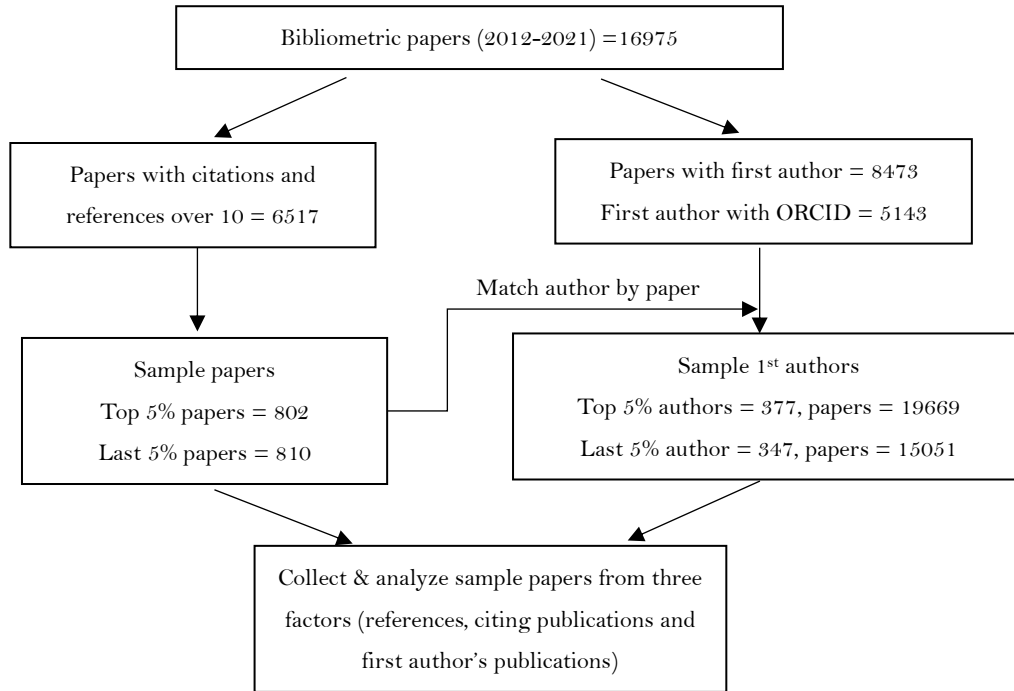 Bibliometric papers (2012-2021) =16975
Papers with citations and
references over 10 = 6517
Papers with first author = 8473
First author with ORCID = 5143
Match author by paper
Sample papers
Top 5% papers = 802
Last 5% papers = 810
Sample 1st authors
Top 5% authors = 377, papers = 19669
Last 5% author = 347, papers = 15051
Collect & analyze sample papers from three
factors (references, citing publications and
first author's publications)